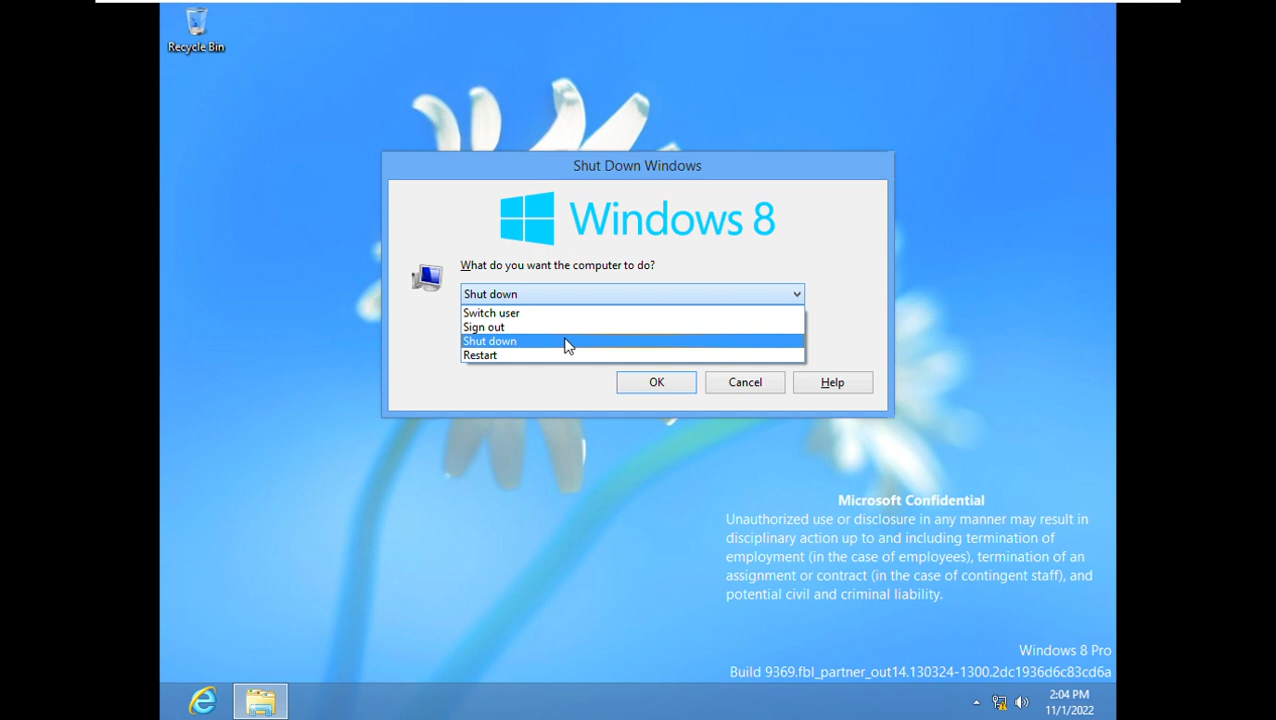 Recycle Bin
Shut Down Windows
Windows 8
What do you want the computer to do?
Shut down
Switch user
Sign out
Shut down
Restart
OK
Cancel
Help
Microsoft Confidential
Unauthorized use or disclosure in any manner may result in
disciplinary action up to and including termination of
employment (in the case of employees), termination of an
assignment or contract (in the case of contingent staff), and
potential civil and criminal liability.
Windows 8 Pro
Build 9369.fbl_partner_out14.130324-1300.2dc1936d6c83cd6a
2:04 PM
11/1/2022